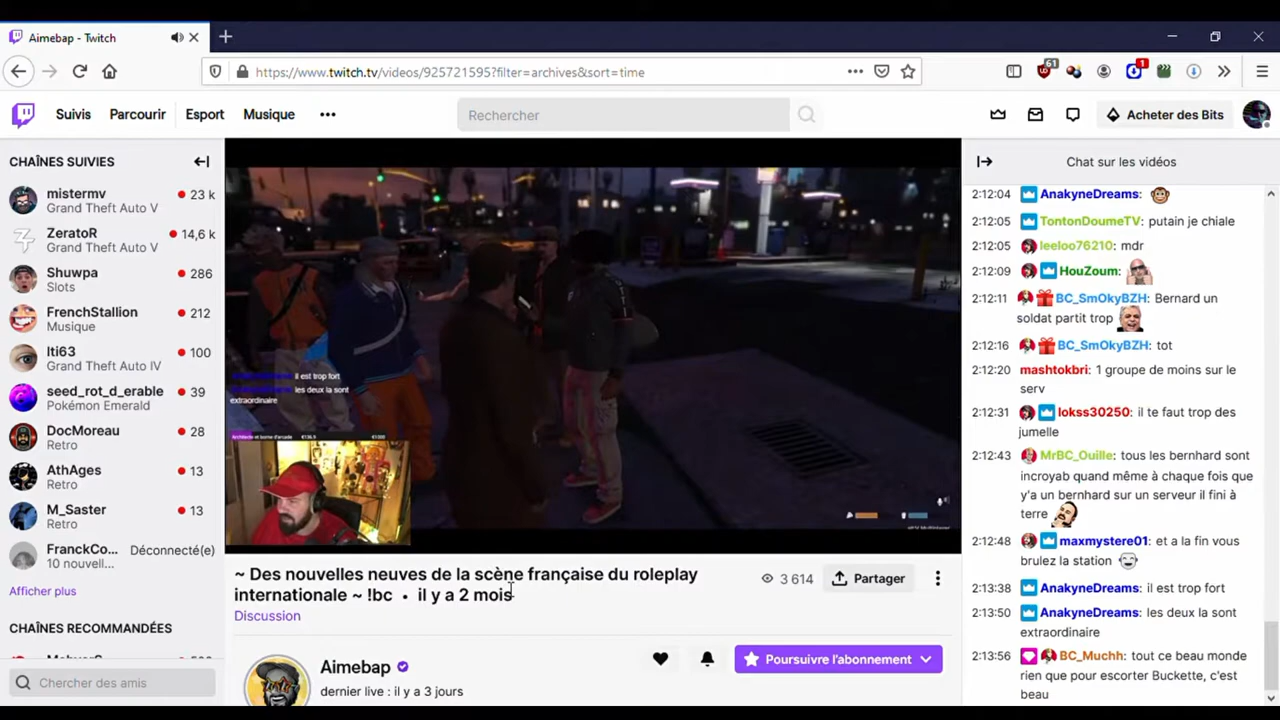 Aimebap - Twitch
https://www.twitch.tv/videos/925721595?filter=archives&sort=time
61
1
Suivis
Parcourir
Esport
Musique
Rechercher
Acheter des Bits
CHAÎNES SUIVIES
mistermv
23 k
Grand Theft Auto V
ZeratoR
14,6 k
Grand Theft Auto V
Shuwpa
286
Slots
FrenchStallion
212
Musique
Iti63
100
Grand Theft Auto IV
seed_rot_d_erable
39
Pokémon Emerald
DocMoreau
28
Retro
AthAges
13
Retro
M_Saster
13
Retro
FranckCo...
Déconnecté(e)
10 nouvell...
Afficher plus
CHAÎNES RECOMMANDÉES
Chercher des amis
il est trop fort
les deux la sont
extraordinaire
~ Des nouvelles neuves de la scène française du roleplay
internationale ~ !bc • il y a 2 mois
Discussion
3 614
Partager
Aimebap
dernier live : il y a 3 jours
Poursuivre l'abonnement
Chat sur les vidéos
2:12:04 AnakyneDreams:
2:12:05 TontonDoumeTV: putain je chiale
2:12:05 leeloo76210: mdr
2:12:09 HouZoum:
2:12:11 BC_SmOkyBZH: Bernard un
soldat partit trop
2:12:16 BC_SmOkyBZH: tot
2:12:20 mashtokbri: 1 groupe de moins sur le
serv
2:12:31 lokss30250: il te faut trop des
jumelle
2:12:43 MrBC_Ouille: tous les bernhard sont
incroyab quand même à chaque fois que
y'a un bernhard sur un serveur il fini à
terre
2:12:48 maxmystere01: et a la fin vous
brulez la station
2:13:38 AnakyneDreams: il est trop fort
2:13:50 AnakyneDreams: les deux la sont
extraordinaire
2:13:56 BC_Muchh: tout ce beau monde
rien que pour escorter Buckette, c'est
beau